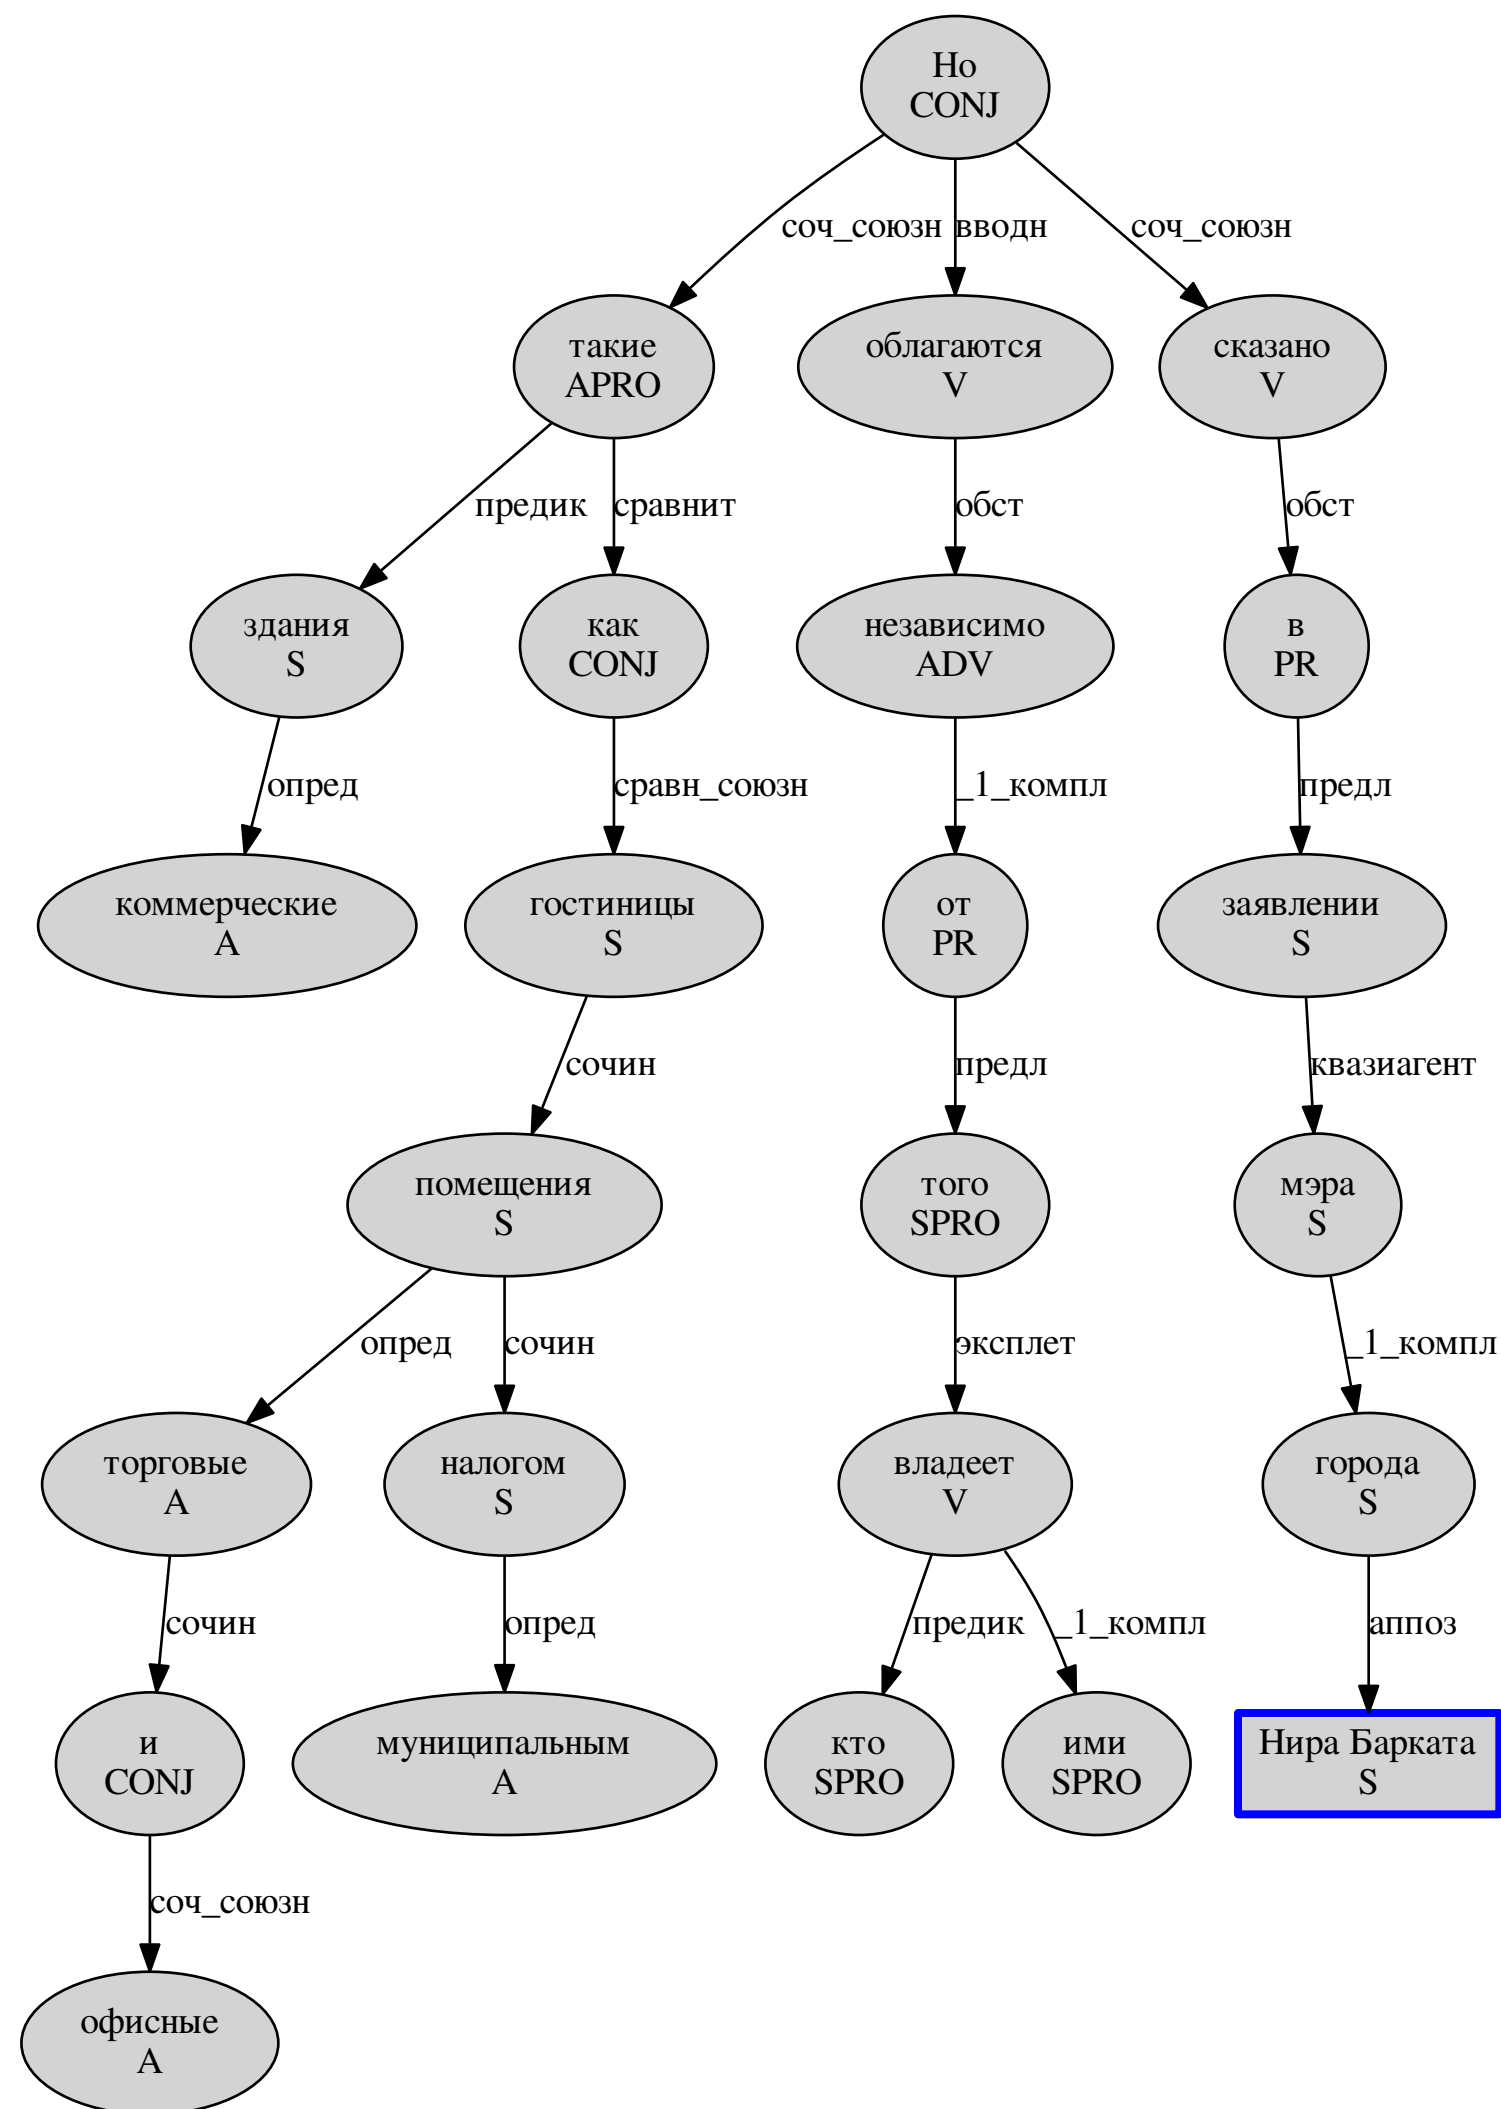 Но
CONJ
соч_союзн
вводн
соч_союзн
такие
APRO
облагаются
V
сказано
V
предик
сравнит
обст
обст
здания
S
как
CONJ
независимо
ADV
в
PR
опред
сравн_союзн
_1_компл
предл
коммерческие
A
гостиницы
S
от
PR
заявлении
S
сочин
предл
квазиагент
помещения
S
того
SPRO
мэра
S
опред
сочин
эксплет
_1_компл
торговые
A
налогом
S
владеет
V
города
S
сочин
опред
предик
_1_компл
аппоз
и
CONJ
муниципальным
A
кто
SPRO
ими
SPRO
Нира Барката
S
соч_союзн
офисные
A